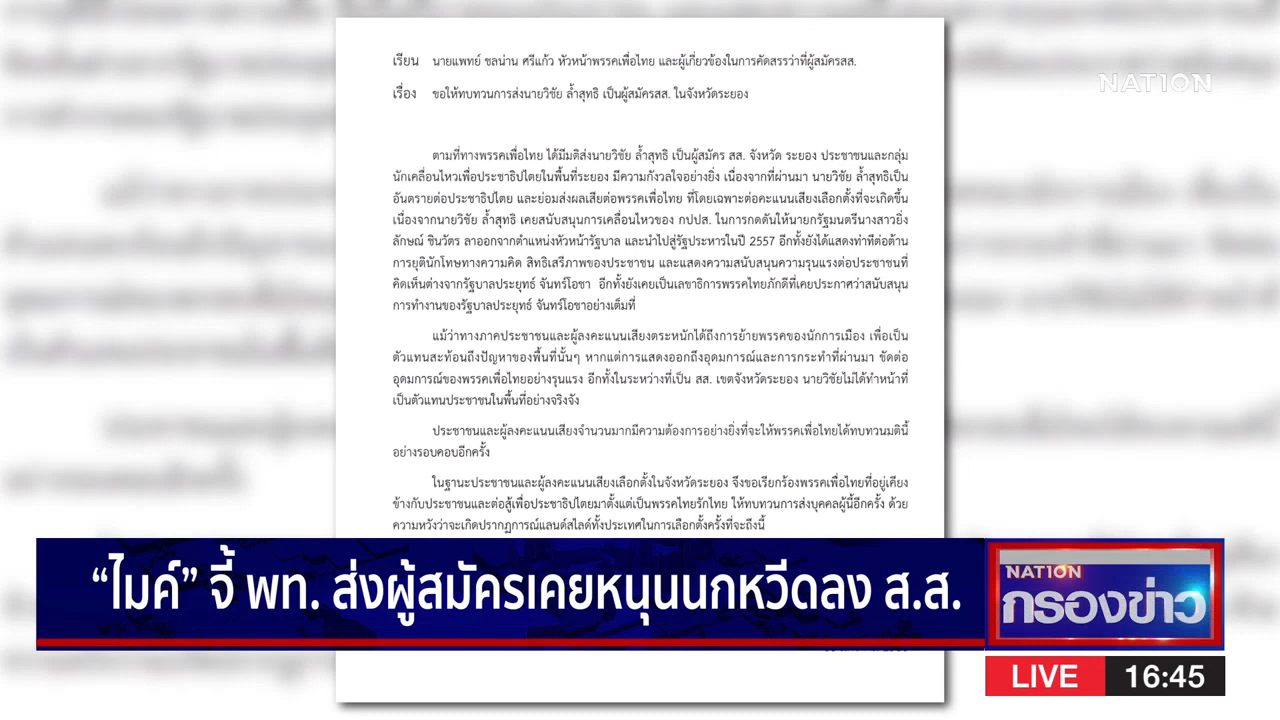 เรียน นายแพทย์ ชลน่าน ศรีแก้ว หัวหน้าพรรคเพื่อไทย และผู้เกี่ยวข้องในการคัดสรรว่าที่ผู้สมัครสส.
NATION
เรื่อง ขอให้ทบทวนการส่งนายวิชัย ล้ำสุทธิ เป็นผู้สมัครสส. ในจังหวัดระยอง
ตามที่ทางพรรคเพื่อไทย ได้มีมติส่งนายวิชัย ล้ำสุทธิ เป็นผู้สมัคร สส. จังหวัด ระยอง ประชาชนและกลุ่ม
นักเคลื่อนไหวเพื่อประชาธิปไตยในพื้นที่ระยอง มีความกังวลใจอย่างยิ่ง เนื่องจากที่ผ่านมา นายวิชัย ล้ำสุทธิเป็น
อันตรายต่อประชาธิปไตย และย่อมส่งผลเสียต่อพรรคเพื่อไทย ที่โดยเฉพาะต่อคะแนนเสียงเลือกตั้งที่จะเกิดขึ้น
เนื่องจากนายวิชัย ล้ำสุทธิ เคยสนับสนุนการเคลื่อนไหวของ กปปส. ในการกดดันให้นายกรัฐมนตรีนางสาวยิ่ง
ลักษณ์ ชินวัตร ลาออกจากตำแหน่งหัวหน้ารัฐบาล และนำไปสู่รัฐประหารในปี 2557 อีกทั้งยังได้แสดงท่าทีต่อต้าน
การยุตินักโทษทางความคิด สิทธิเสรีภาพของประชาชน และแสดงความสนับสนุนความรุนแรงต่อประชาชนที่
คิดเห็นต่างจากรัฐบาลประยุทธ์ จันทร์โอชา อีกทั้งยังเคยเป็นเลขาธิการพรรคไทยภักดีที่เคยประกาศว่าสนับสนุน
การทำงานของรัฐบาลประยุทธ์ จันทร์โอชาอย่างเต็มที่
แม้ว่าทางภาคประชาชนและผู้ลงคะแนนเสียงตระหนักได้ถึงการย้ายพรรคของนักการเมือง เพื่อเป็น
ตัวแทนสะท้อนถึงปัญหาของพื้นที่นั้นๆ หากแต่การแสดงออกถึงอุดมการณ์และการกระทำที่ผ่านมา ขัดต่อ
อุดมการณ์ของพรรคเพื่อไทยอย่างรุนแรง อีกทั้งในระหว่างที่เป็น สส. เขตจังหวัดระยอง นายวิชัยไม่ได้ทำหน้าที่
เป็นตัวแทนประชาชนในพื้นที่อย่างจริงจัง
ประชาชนและผู้ลงคะแนนเสียงจำนวนมากมีความต้องการอย่างยิ่งที่จะให้พรรคเพื่อไทยได้ทบทวนมตินี้
อย่างรอบคอบอีกครั้ง
ในฐานะประชาชนและผู้ลงคะแนนเสียงเลือกตั้งในจังหวัดระยอง จึงขอเรียกร้องพรรคเพื่อไทยที่อยู่เคียง
ข้างกับประชาชนและต่อสู้เพื่อประชาธิปไตยมาตั้งแต่เป็นพรรคไทยรักไทย ให้ทบทวนการส่งบุคคลผู้นี้อีกครั้ง ด้วย
ความหวังว่าจะเกิดปรากฏการณ์แลนด์สไลด์ทั้งประเทศในการเลือกตั้งครั้งที่จะถึงนี้
“ไมค์” จี้ พท. ส่งผู้สมัครเคยหนุนนกหวีดลง ส.ส.
NATION
กรองข่าว
LIVE 16:45